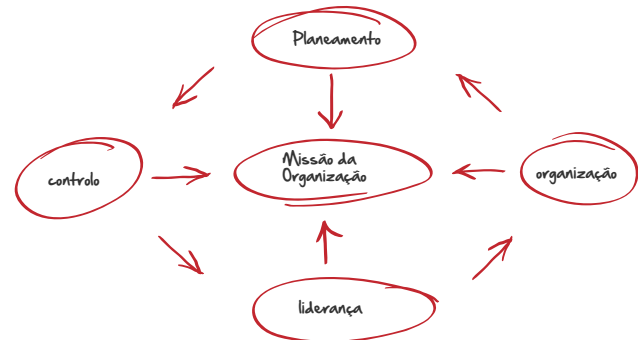 Planeamento
controlo
Missão da
Organização
organização
liderança